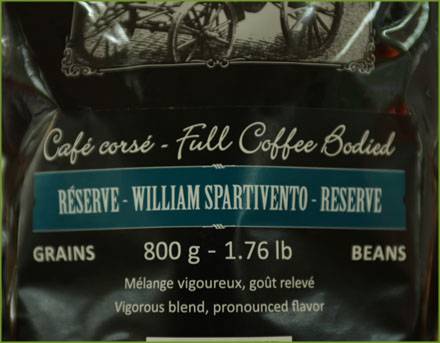 Café corsé - Full Coffee Bodied
RÉSERVE - WILLIAM SPARTIVENTO - RESERVE
GRAINS 800 g - 1.76 lb BEANS
Mélange vigoureux, goût relevé
Vigorous blend, pronounced flavor